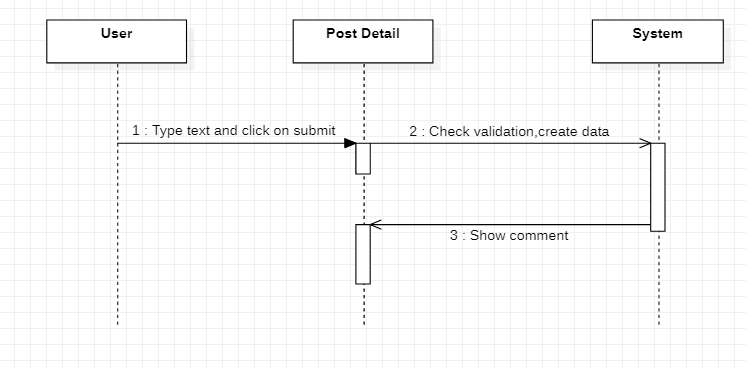 User
Post Detail
System
1 : Type text and click on submit
2 : Check validation,create data
3 : Show comment